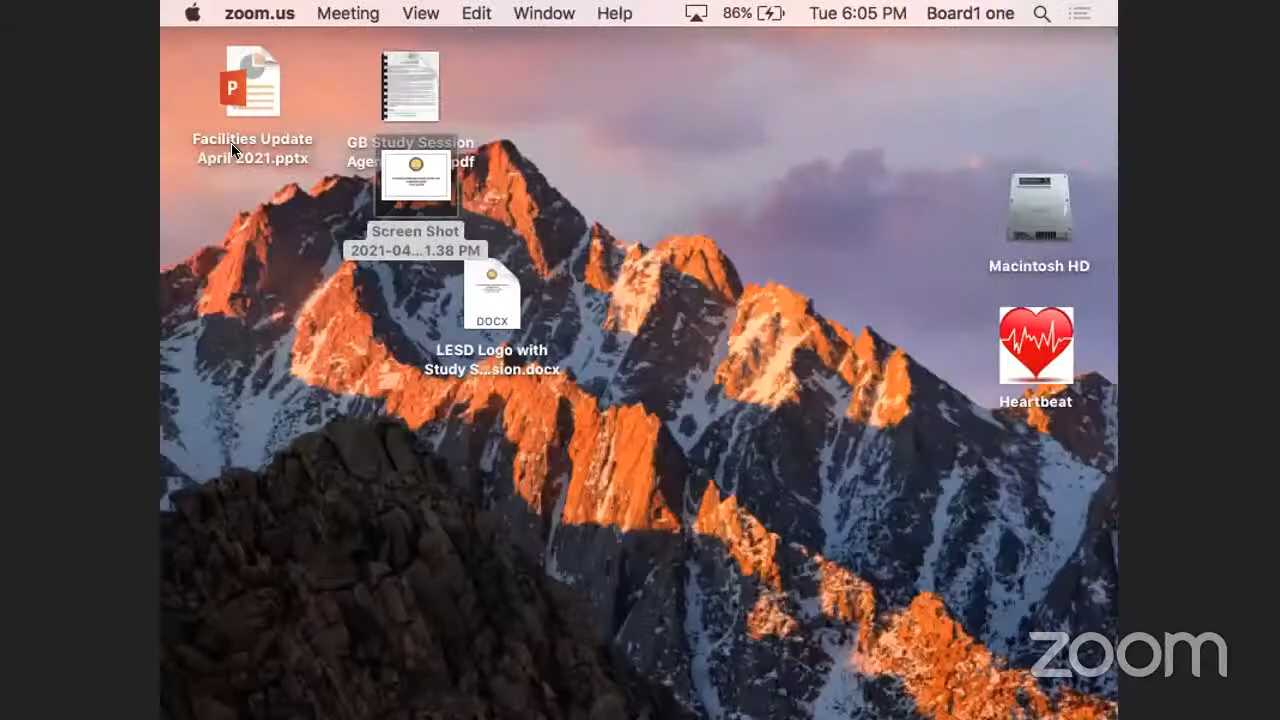 zoom.us Meeting View Edit Window Help 86% Tue 6:05 PM Board1 one
P
Facilities Update
April 2021.pptx
GB Study Session
Age pdf
Screen Shot
2021-04...1.38 PM
DOCX
LESD Logo with
Study S...sion.docx
Macintosh HD
Heartbeat
zoom